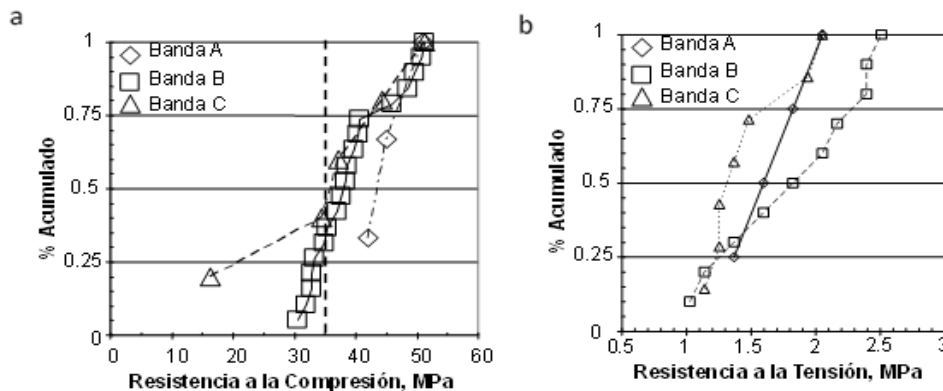 a
1
0.75
0.5
0.25
0
% Acumulado
Banda A
Banda B
Banda C
0
10
20
30
40
50
60
Resistencia a la Compresión, MPa
b
1
0.75
0.5
0.25
0
% Acumulado
Banda A
Banda B
Banda C
0.5
1
1.5
2
2.5
3
Resistencia a la Tensión, MPa